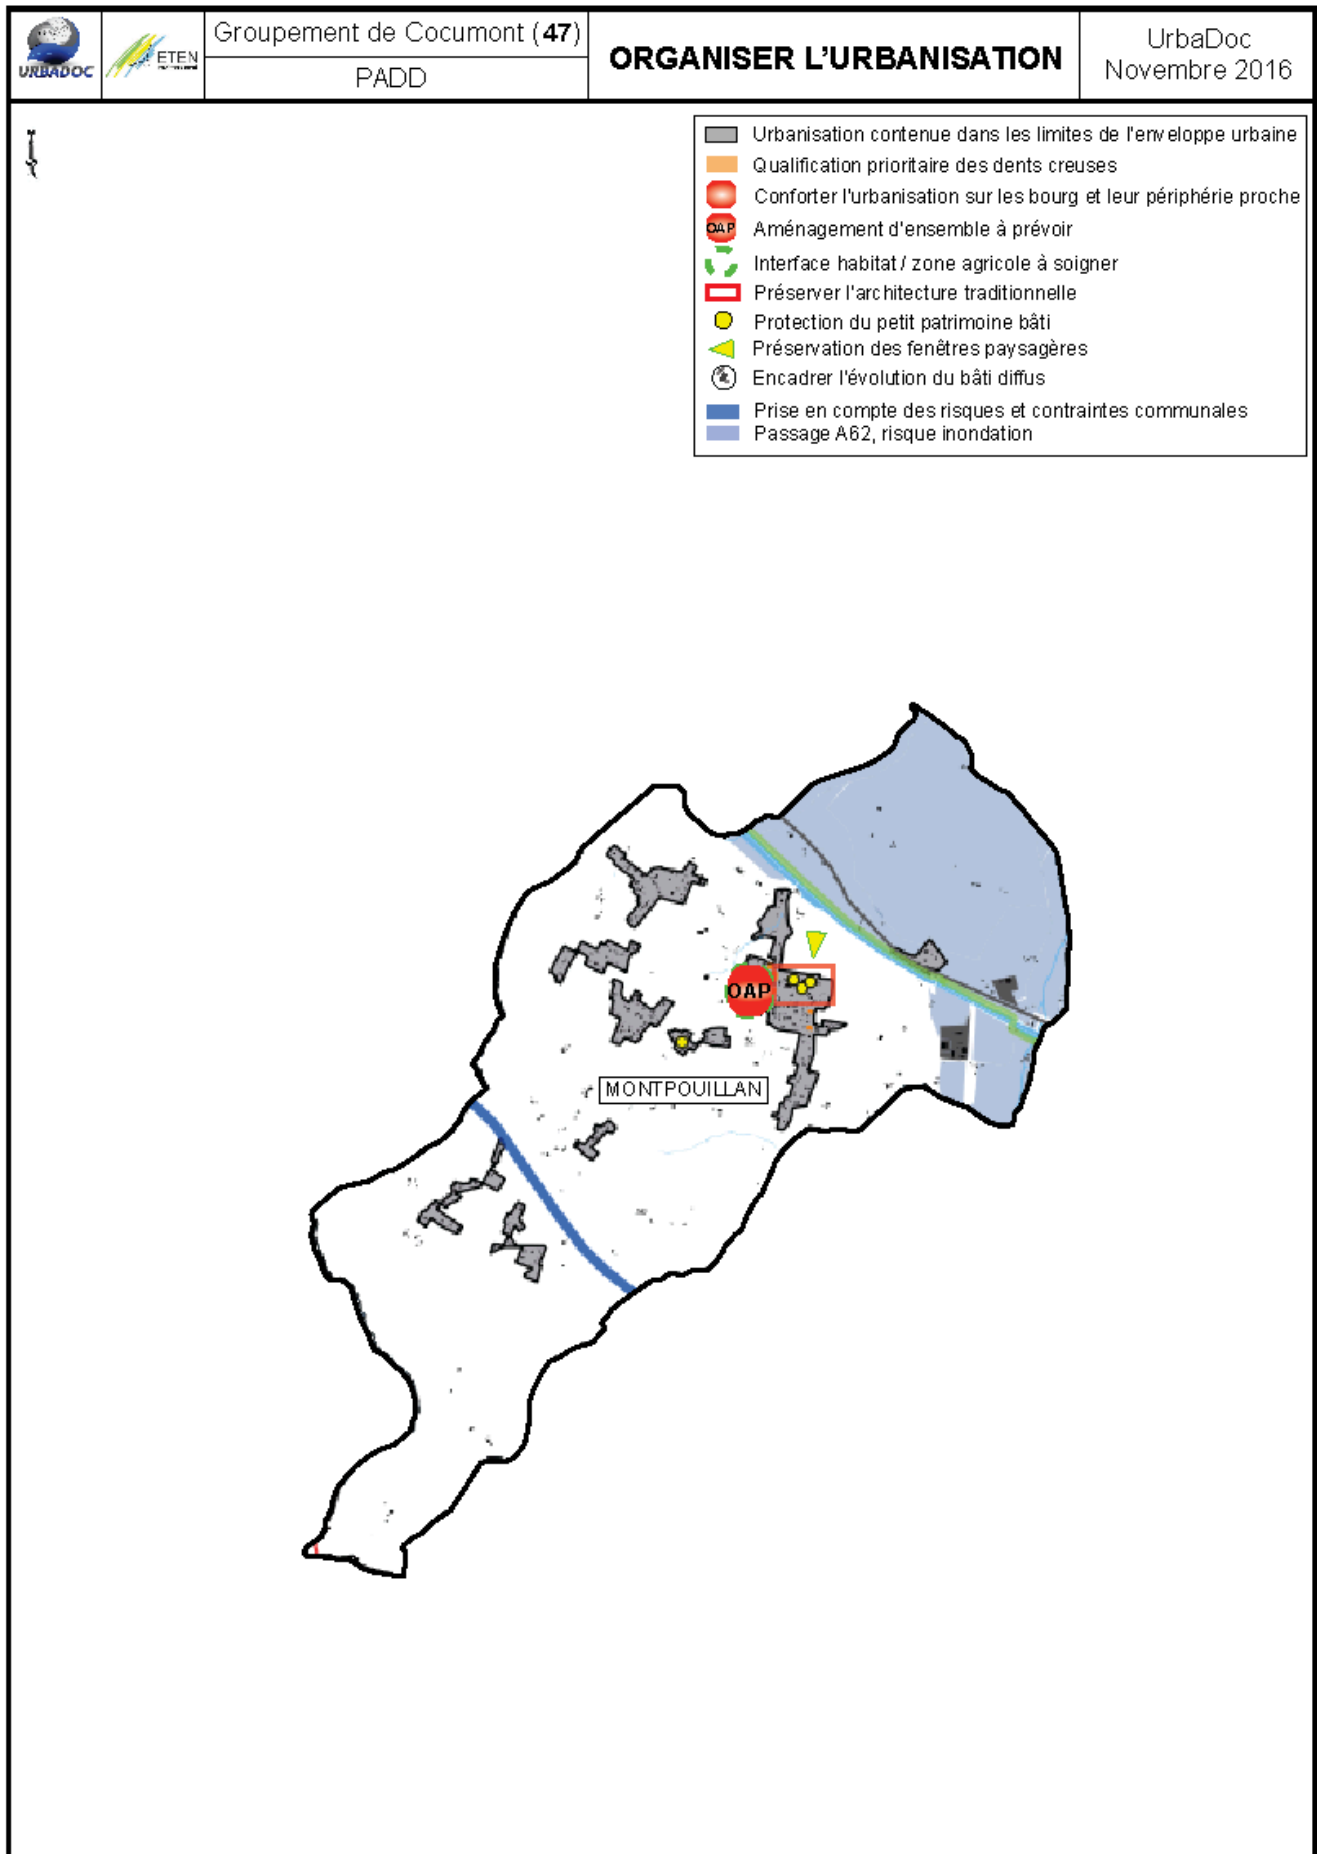 URBADOC
ETEN
Groupement de Cocumont (47)
PADD
ORGANISER L'URBANISATION
UrbaDoc
Novembre 2016
Urbanisation contenue dans les limites de l'enveloppe urbaine
Qualification prioritaire des dents creuses
Conforter l'urbanisation sur les bourg et leur périphérie proche
OAP Aménagement d'ensemble à prévoir
Interface habitat / zone agricole à soigner
Préserver l'architecture traditionnelle
Protection du petit patrimoine bâti
Préservation des fenêtres paysagères
Encadrer l'évolution du bâti diffus
Prise en compte des risques et contraintes communales
Passage A62, risque inondation
OAP
MONTPOUILLAN